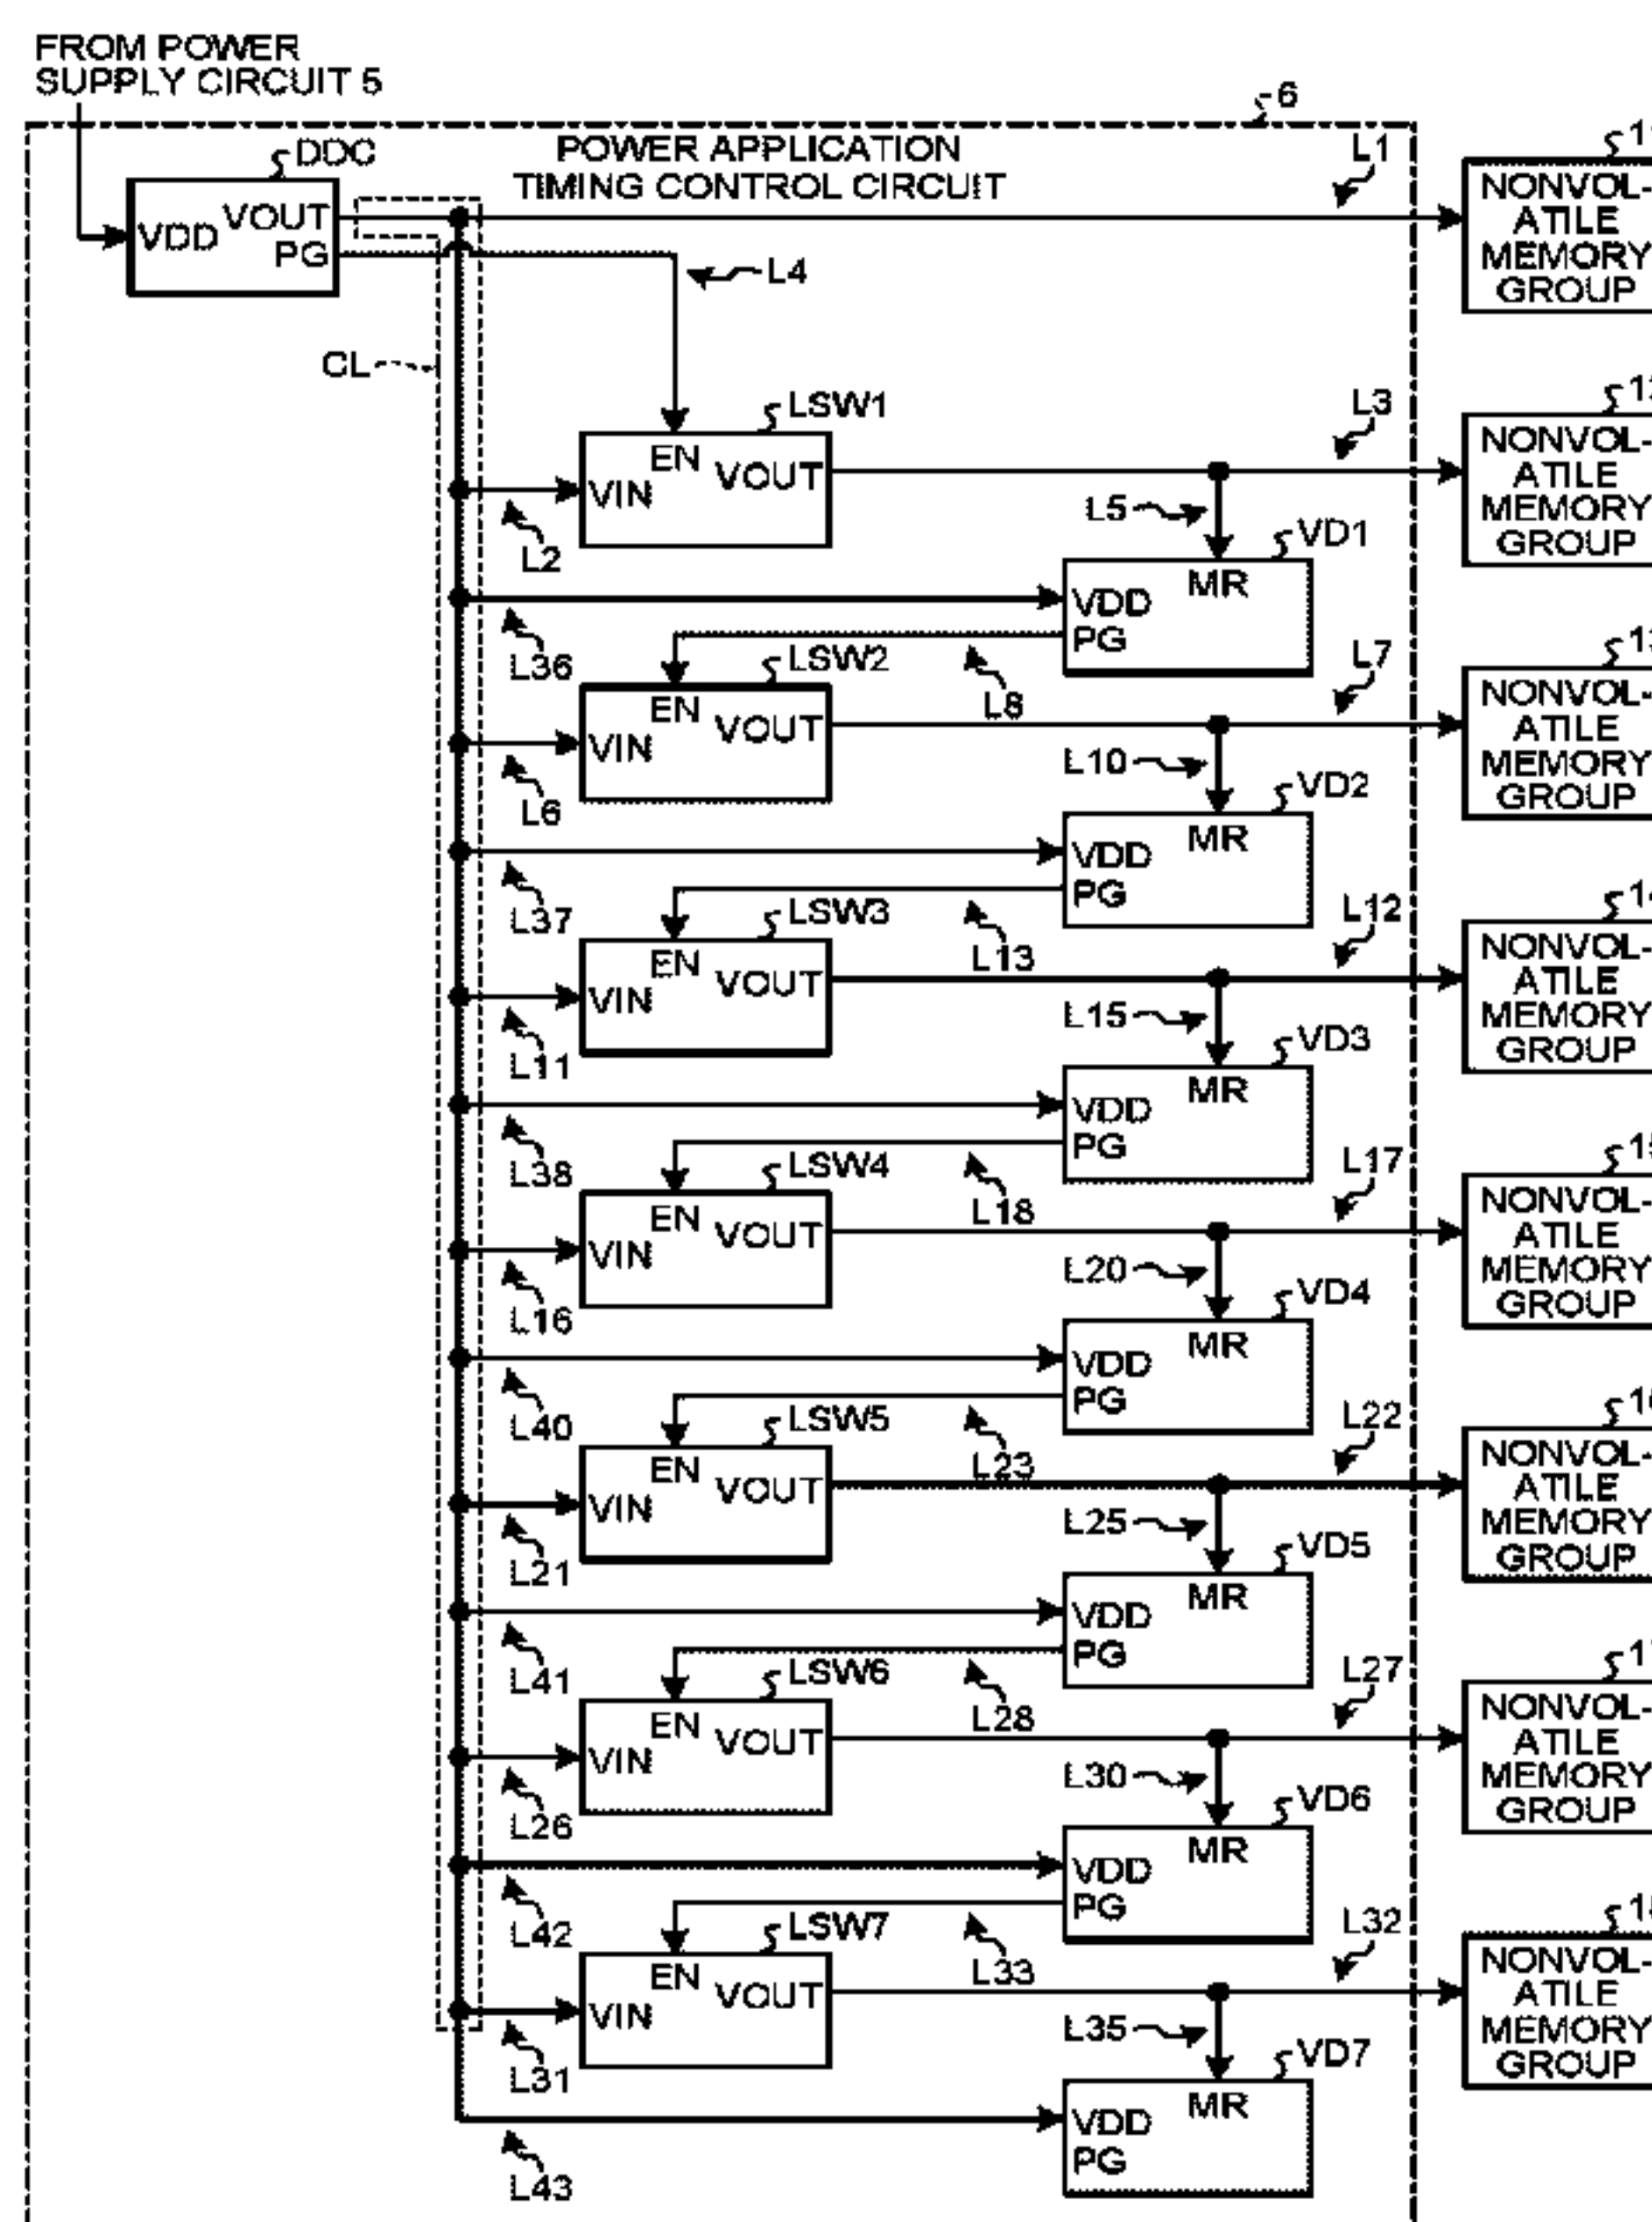 FROM POWER
SUPPLY CIRCUIT 5
6
DDC
POWER APPLICATION
TIMING CONTROL CIRCUIT
L1
VDD
VOUT
PG
NONVOL-
ATILE
MEMORY
GROUP
L4
CL
LSW1
L3
EN
VIN
VOUT
NONVOL-
ATILE
MEMORY
GROUP
L2
L5
VD1
MR
VDD
PG
L36
LSW2
L8
L7
EN
VIN
VOUT
NONVOL-
ATILE
MEMORY
GROUP
L6
L10
VD2
MR
VDD
PG
L37
LSW3
L13
L12
EN
VIN
VOUT
NONVOL-
ATILE
MEMORY
GROUP
L11
L15
VD3
MR
VDD
PG
L38
LSW4
L18
L17
EN
VIN
VOUT
NONVOL-
ATILE
MEMORY
GROUP
L16
L20
VD4
MR
VDD
PG
L40
LSW5
L23
L22
EN
VIN
VOUT
NONVOL-
ATILE
MEMORY
GROUP
L21
L25
VD5
MR
VDD
PG
L41
LSW6
L28
L27
EN
VIN
VOUT
NONVOL-
ATILE
MEMORY
GROUP
L26
L30
VD6
MR
VDD
PG
L42
LSW7
L33
L32
EN
VIN
VOUT
NONVOL-
ATILE
MEMORY
GROUP
L31
L35
VD7
MR
VDD
PG
L43